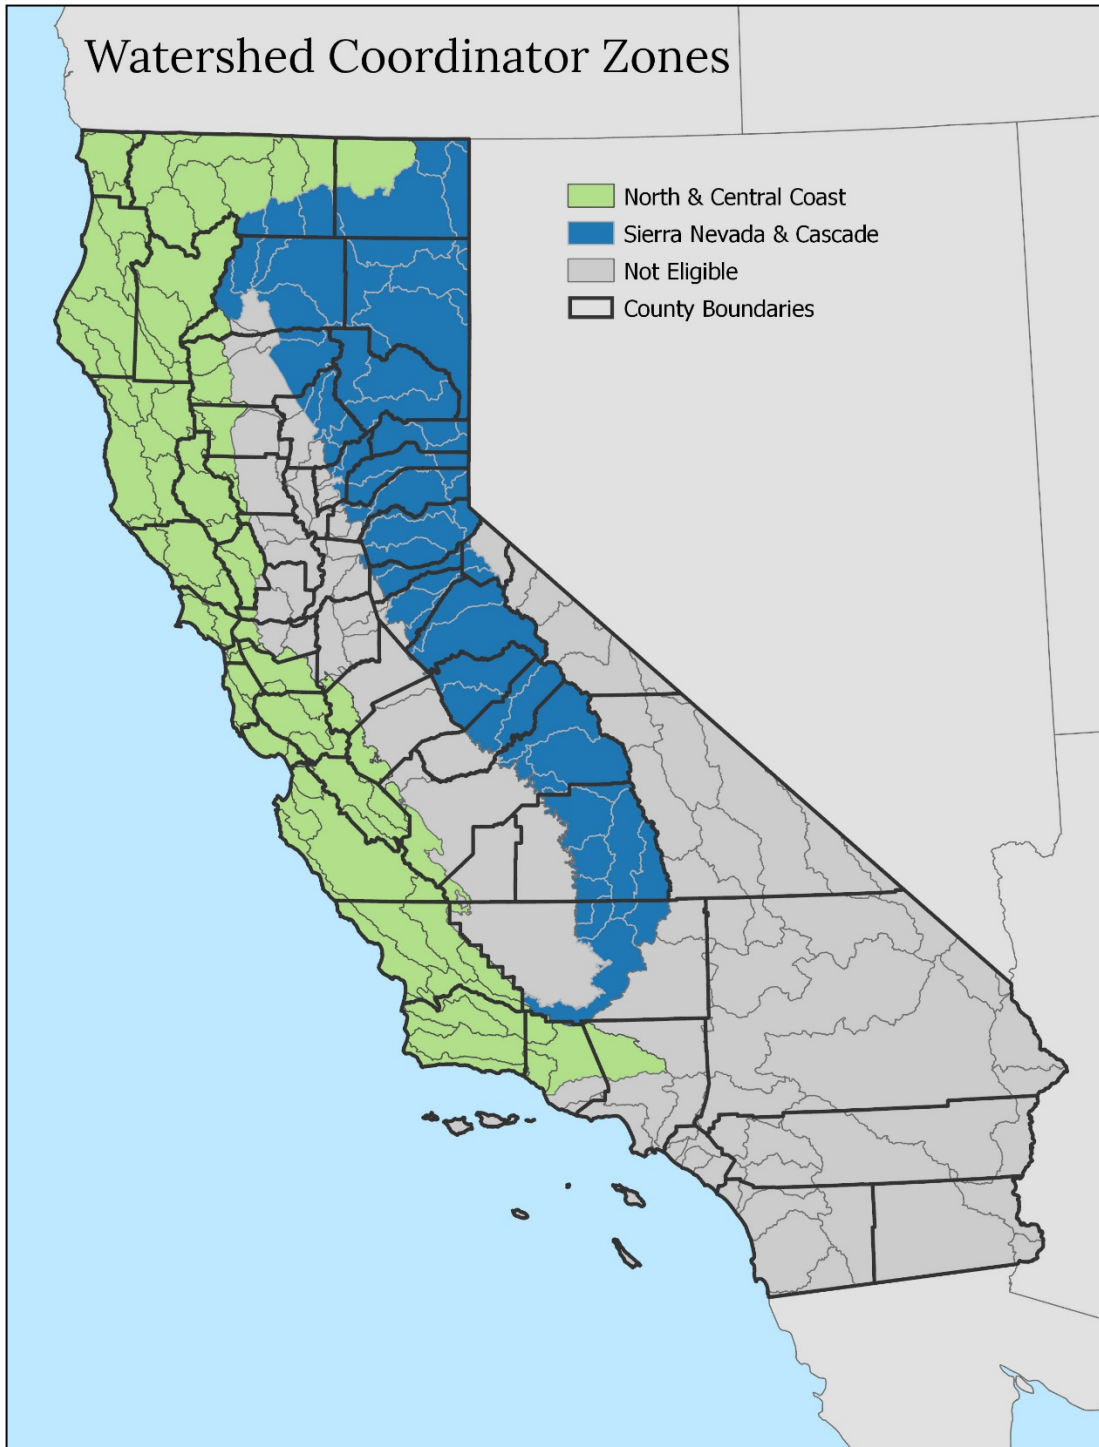 Watershed Coordinator Zones
North & Central Coast
Sierra Nevada & Cascade
Not Eligible
County Boundaries